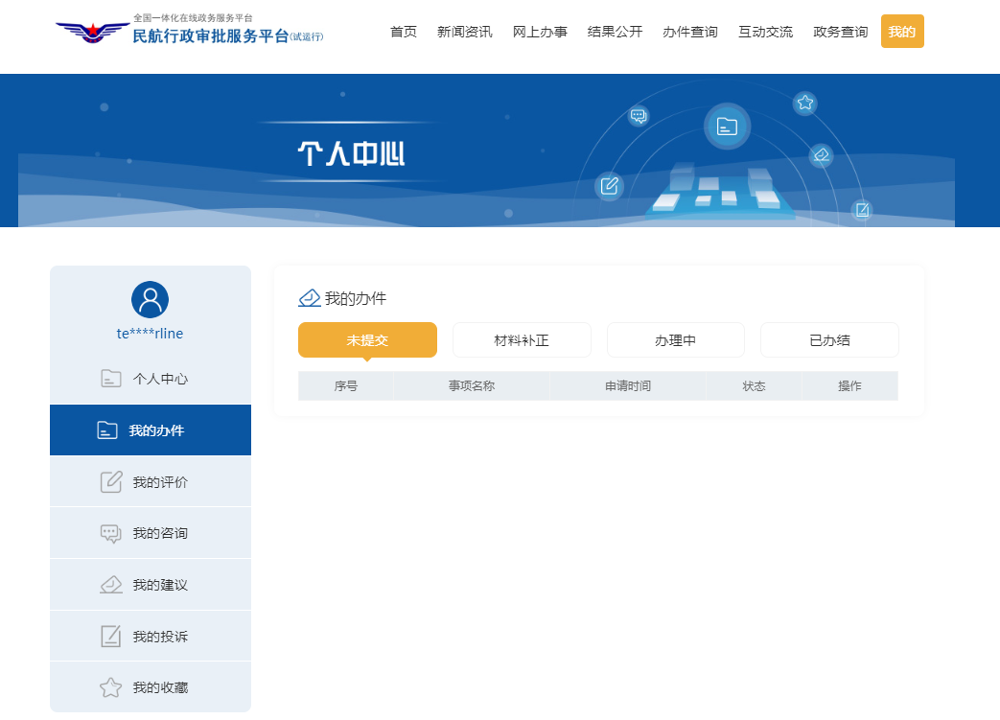 全国一体化在线政务服务平台
民航行政审批服务平台(试运行)
首页 新闻资讯 网上办事 结果公开 办件查询 互动交流 政务查询 我的
个人中心
te****rline
个人中心
我的办件
我的评价
我的咨询
我的建议
我的投诉
我的收藏
我的办件
未提交 材料补正 办理中 已办结
序号 事项名称 申请时间 状态 操作